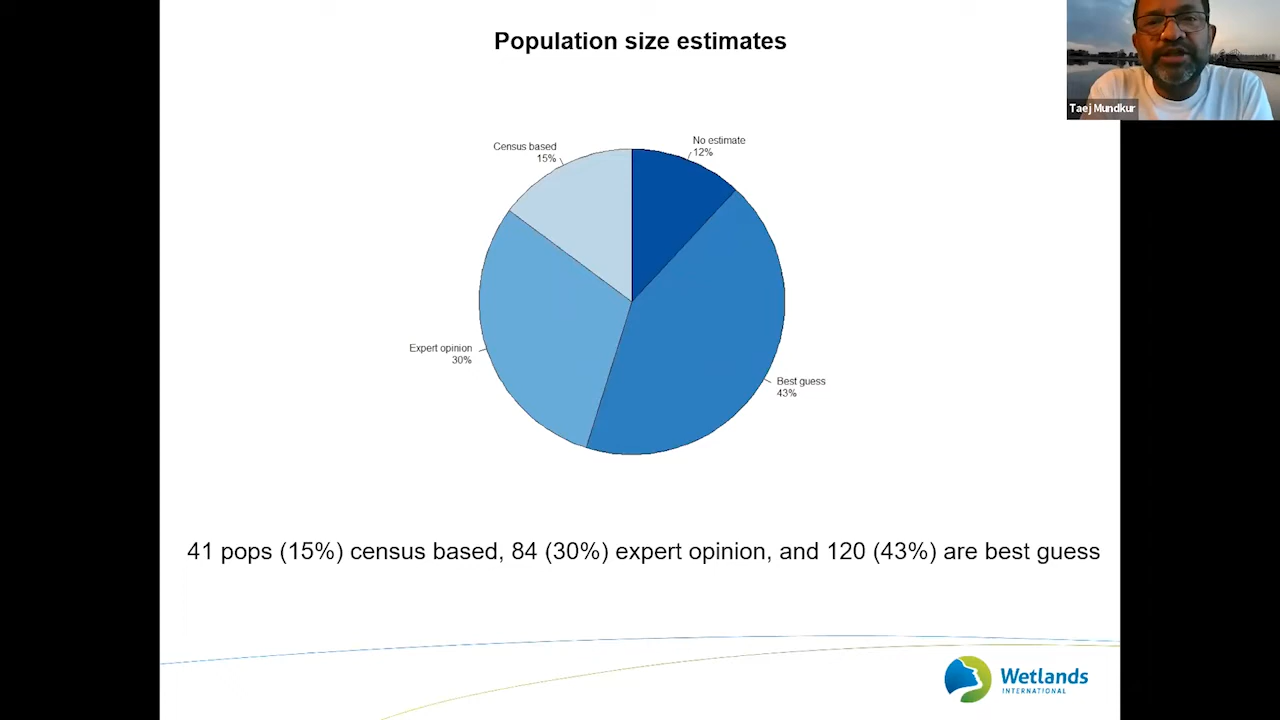 Population size estimates
Taej Mundkur
No estimate
12%
Census based
15%
Expert opinion
30%
Best guess
43%
41 pops (15%) census based, 84 (30%) expert opinion, and 120 (43%) are best guess
Wetlands
INTERNATIONAL